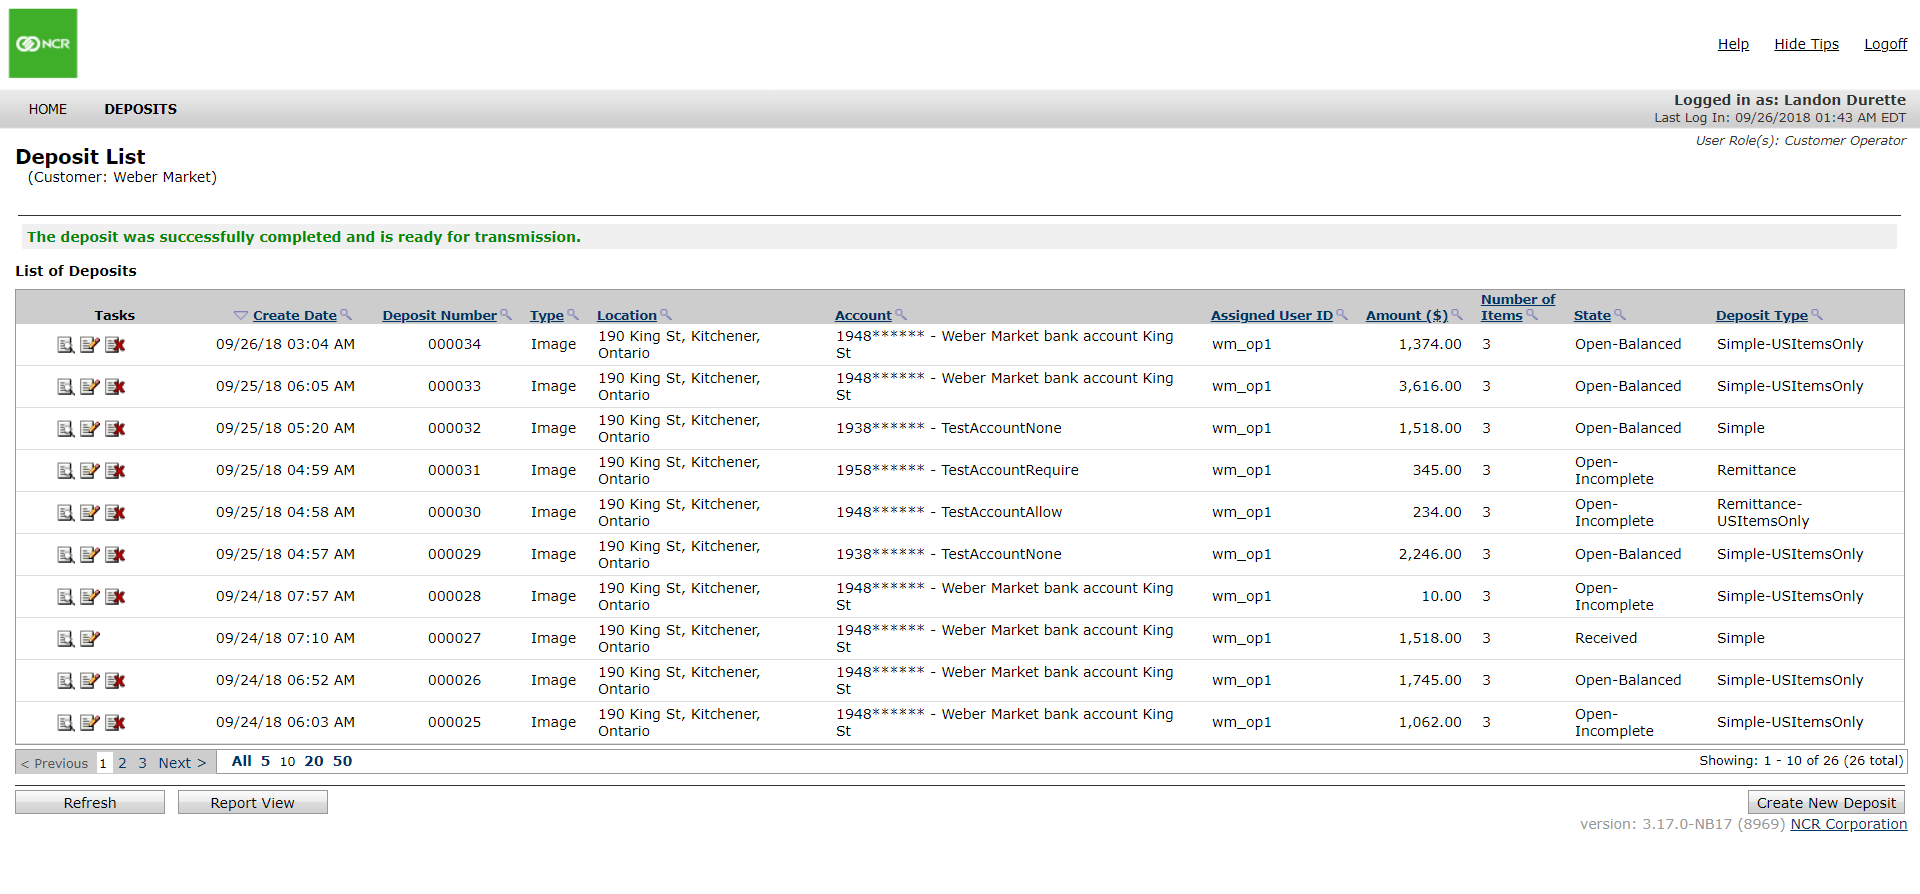 NCR
Help Hide Tips Logoff
HOME DEPOSITS
Logged in as: Landon Durette
Last Log In: 09/26/2018 01:43 AM EDT
User Role(s): Customer Operator
Deposit List
(Customer: Weber Market)
The deposit was successfully completed and is ready for transmission.
List of Deposits
Tasks Create Date Deposit Number Type Location Account Assigned User ID Amount ($) Number of Items State Deposit Type
09/26/18 03:04 AM 000034 Image 190 King St, Kitchener, Ontario 1948****** - Weber Market bank account King St wm_op1 1,374.00 3 Open-Balanced Simple-USItemsOnly
09/25/18 06:05 AM 000033 Image 190 King St, Kitchener, Ontario 1948****** - Weber Market bank account King St wm_op1 3,616.00 3 Open-Balanced Simple-USItemsOnly
09/25/18 05:20 AM 000032 Image 190 King St, Kitchener, Ontario 1938****** - TestAccountNone wm_op1 1,518.00 3 Open-Balanced Simple
09/25/18 04:59 AM 000031 Image 190 King St, Kitchener, Ontario 1958****** - TestAccountRequire wm_op1 345.00 3 Open-Incomplete Remittance
09/25/18 04:58 AM 000030 Image 190 King St, Kitchener, Ontario 1948****** - TestAccountAllow wm_op1 234.00 3 Open-Incomplete Remittance-USItemsOnly
09/25/18 04:57 AM 000029 Image 190 King St, Kitchener, Ontario 1938****** - TestAccountNone wm_op1 2,246.00 3 Open-Balanced Simple-USItemsOnly
09/24/18 07:57 AM 000028 Image 190 King St, Kitchener, Ontario 1948****** - Weber Market bank account King St wm_op1 10.00 3 Open-Incomplete Simple-USItemsOnly
09/24/18 07:10 AM 000027 Image 190 King St, Kitchener, Ontario 1948****** - Weber Market bank account King St wm_op1 1,518.00 3 Received Simple
09/24/18 06:52 AM 000026 Image 190 King St, Kitchener, Ontario 1948****** - Weber Market bank account King St wm_op1 1,745.00 3 Open-Balanced Simple-USItemsOnly
09/24/18 06:03 AM 000025 Image 190 King St, Kitchener, Ontario 1948****** - Weber Market bank account King St wm_op1 1,062.00 3 Open-Incomplete Simple-USItemsOnly
< Previous 1 2 3 Next > All 5 10 20 50 Showing: 1 - 10 of 26 (26 total)
Refresh Report View Create New Deposit
version: 3.17.0-NB17 (8969) NCR Corporation